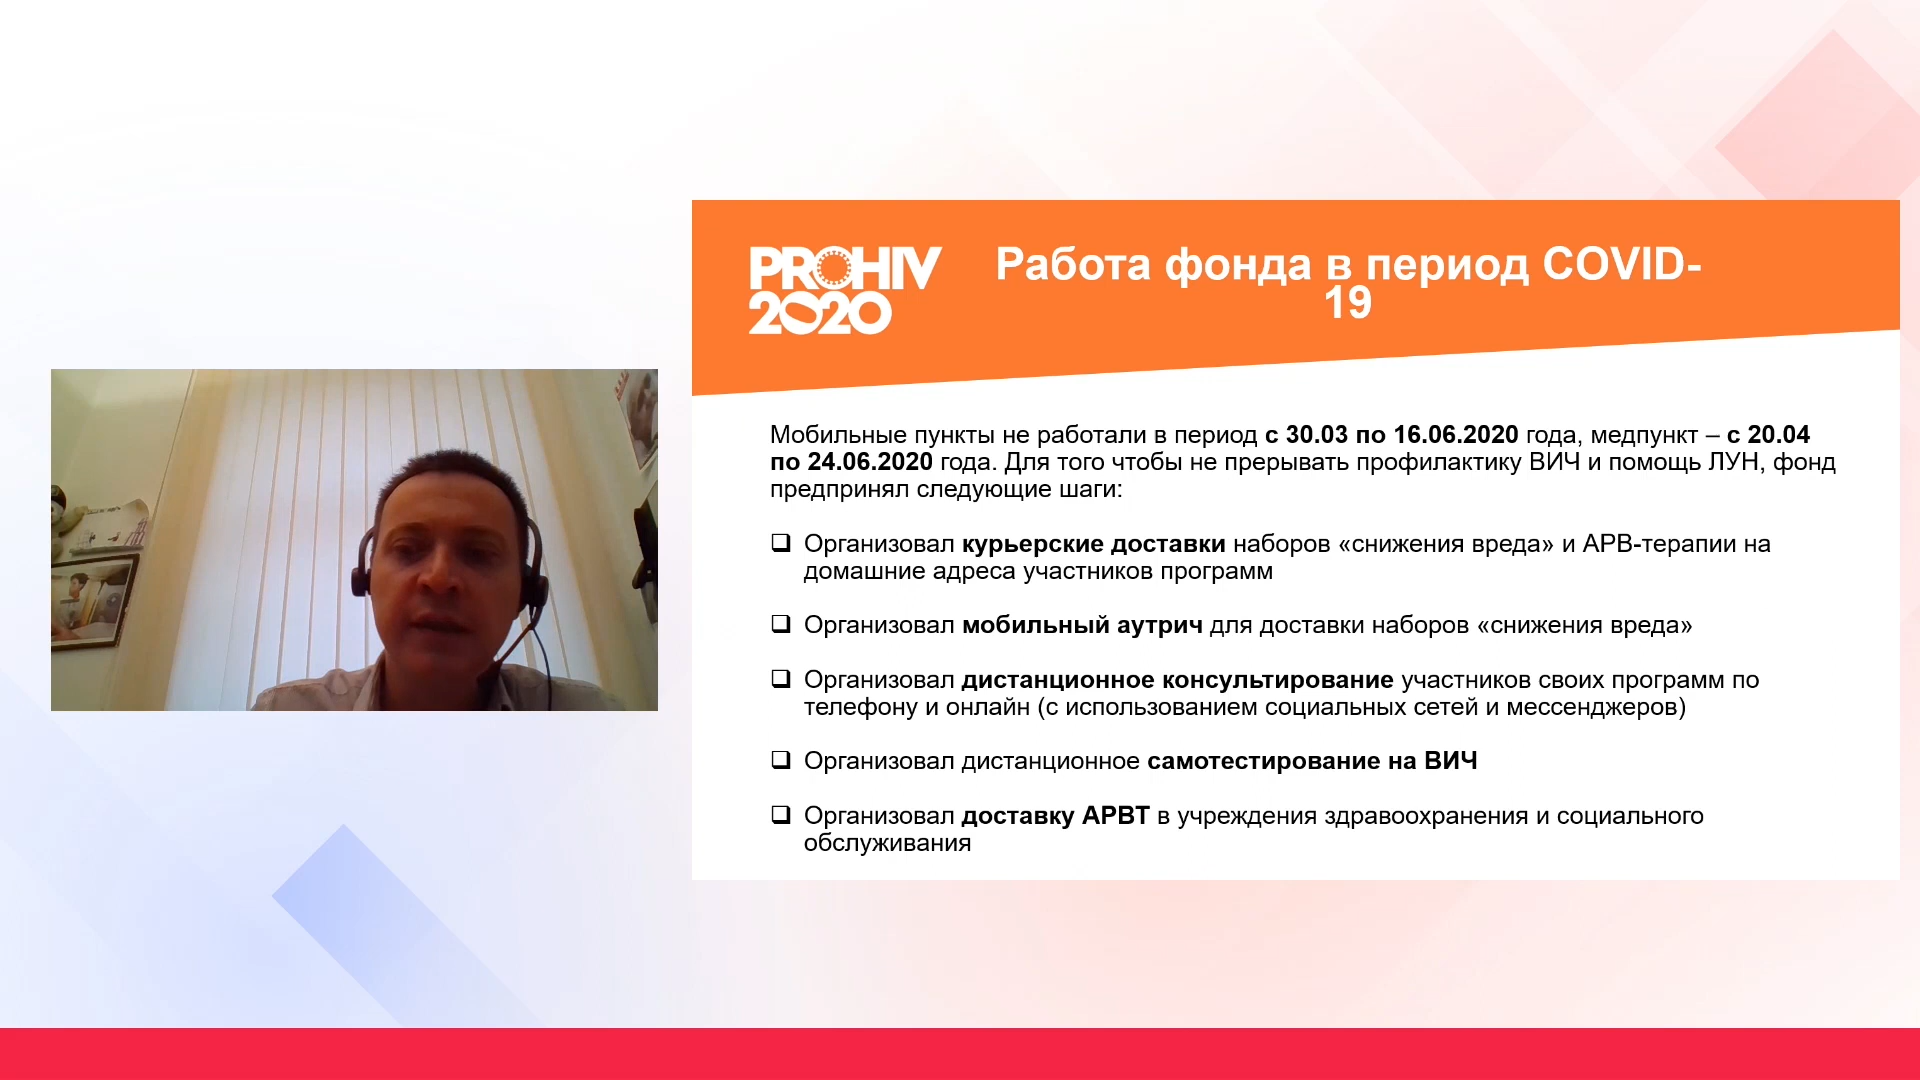 PROHIV
2020
Работа фонда в период COVID-
19
Мобильные пункты не работали в период с 30.03 по 16.06.2020 года, медпункт – с 20.04
по 24.06.2020 года. Для того чтобы не прерывать профилактику ВИЧ и помощь ЛУН, фонд
предпринял следующие шаги:
❑ Организовал курьерские доставки наборов «снижения вреда» и АРВ-терапии на
домашние адреса участников программ
❑ Организовал мобильный аутрич для доставки наборов «снижения вреда»
❑ Организовал дистанционное консультирование участников своих программ по
телефону и онлайн (с использованием социальных сетей и мессенджеров)
❑ Организовал дистанционное самотестирование на ВИЧ
❑ Организовал доставку АРВТ в учреждения здравоохранения и социального
обслуживания